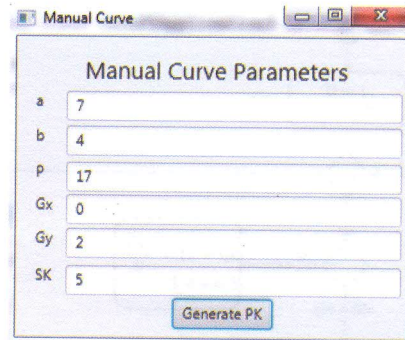 Manual Curve
Manual Curve Parameters
a 7
b 4
P 17
Gx 0
Gy 2
SK 5
Generate PK